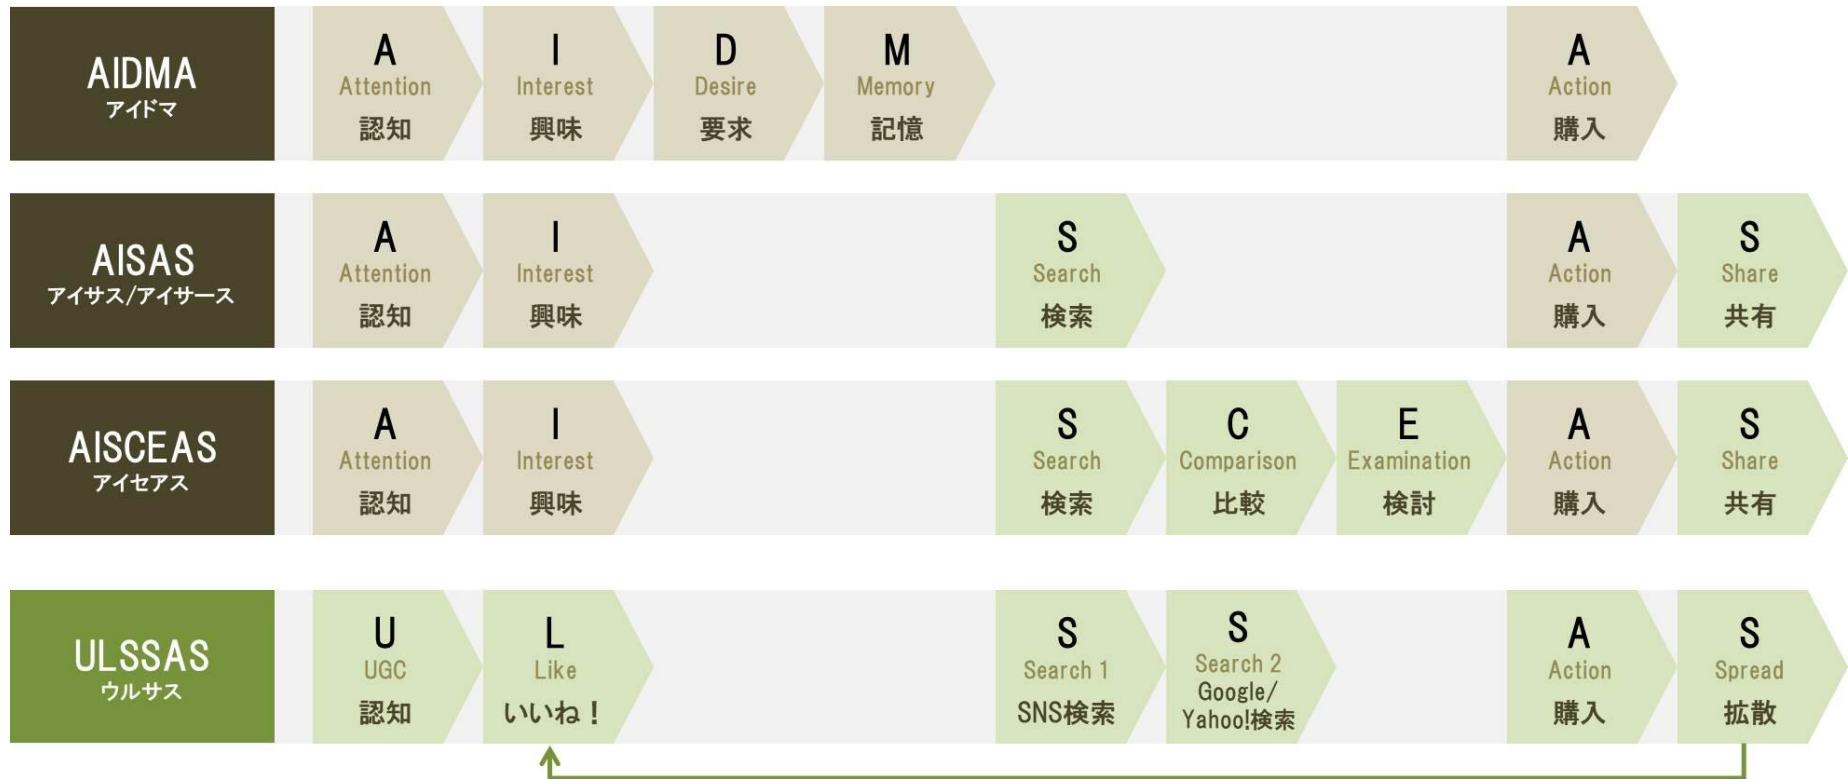 AIDMA
アイドマ
A
Attention
認知
I
Interest
興味
D
Desire
要求
M
Memory
記憶
A
Action
購入
AISAS
アイサス/アイサース
A
Attention
認知
I
Interest
興味
S
Search
検索
A
Action
購入
S
Share
共有
AISCEAS
アイセアス
A
Attention
認知
I
Interest
興味
S
Search
検索
C
Comparison
比較
E
Examination
検討
A
Action
購入
S
Share
共有
ULSSAS
ウルサス
U
UGC
認知
L
Like
いいね！
S
Search 1
SNS検索
S
Search 2
Google/
Yahoo!検索
A
Action
購入
S
Spread
拡散